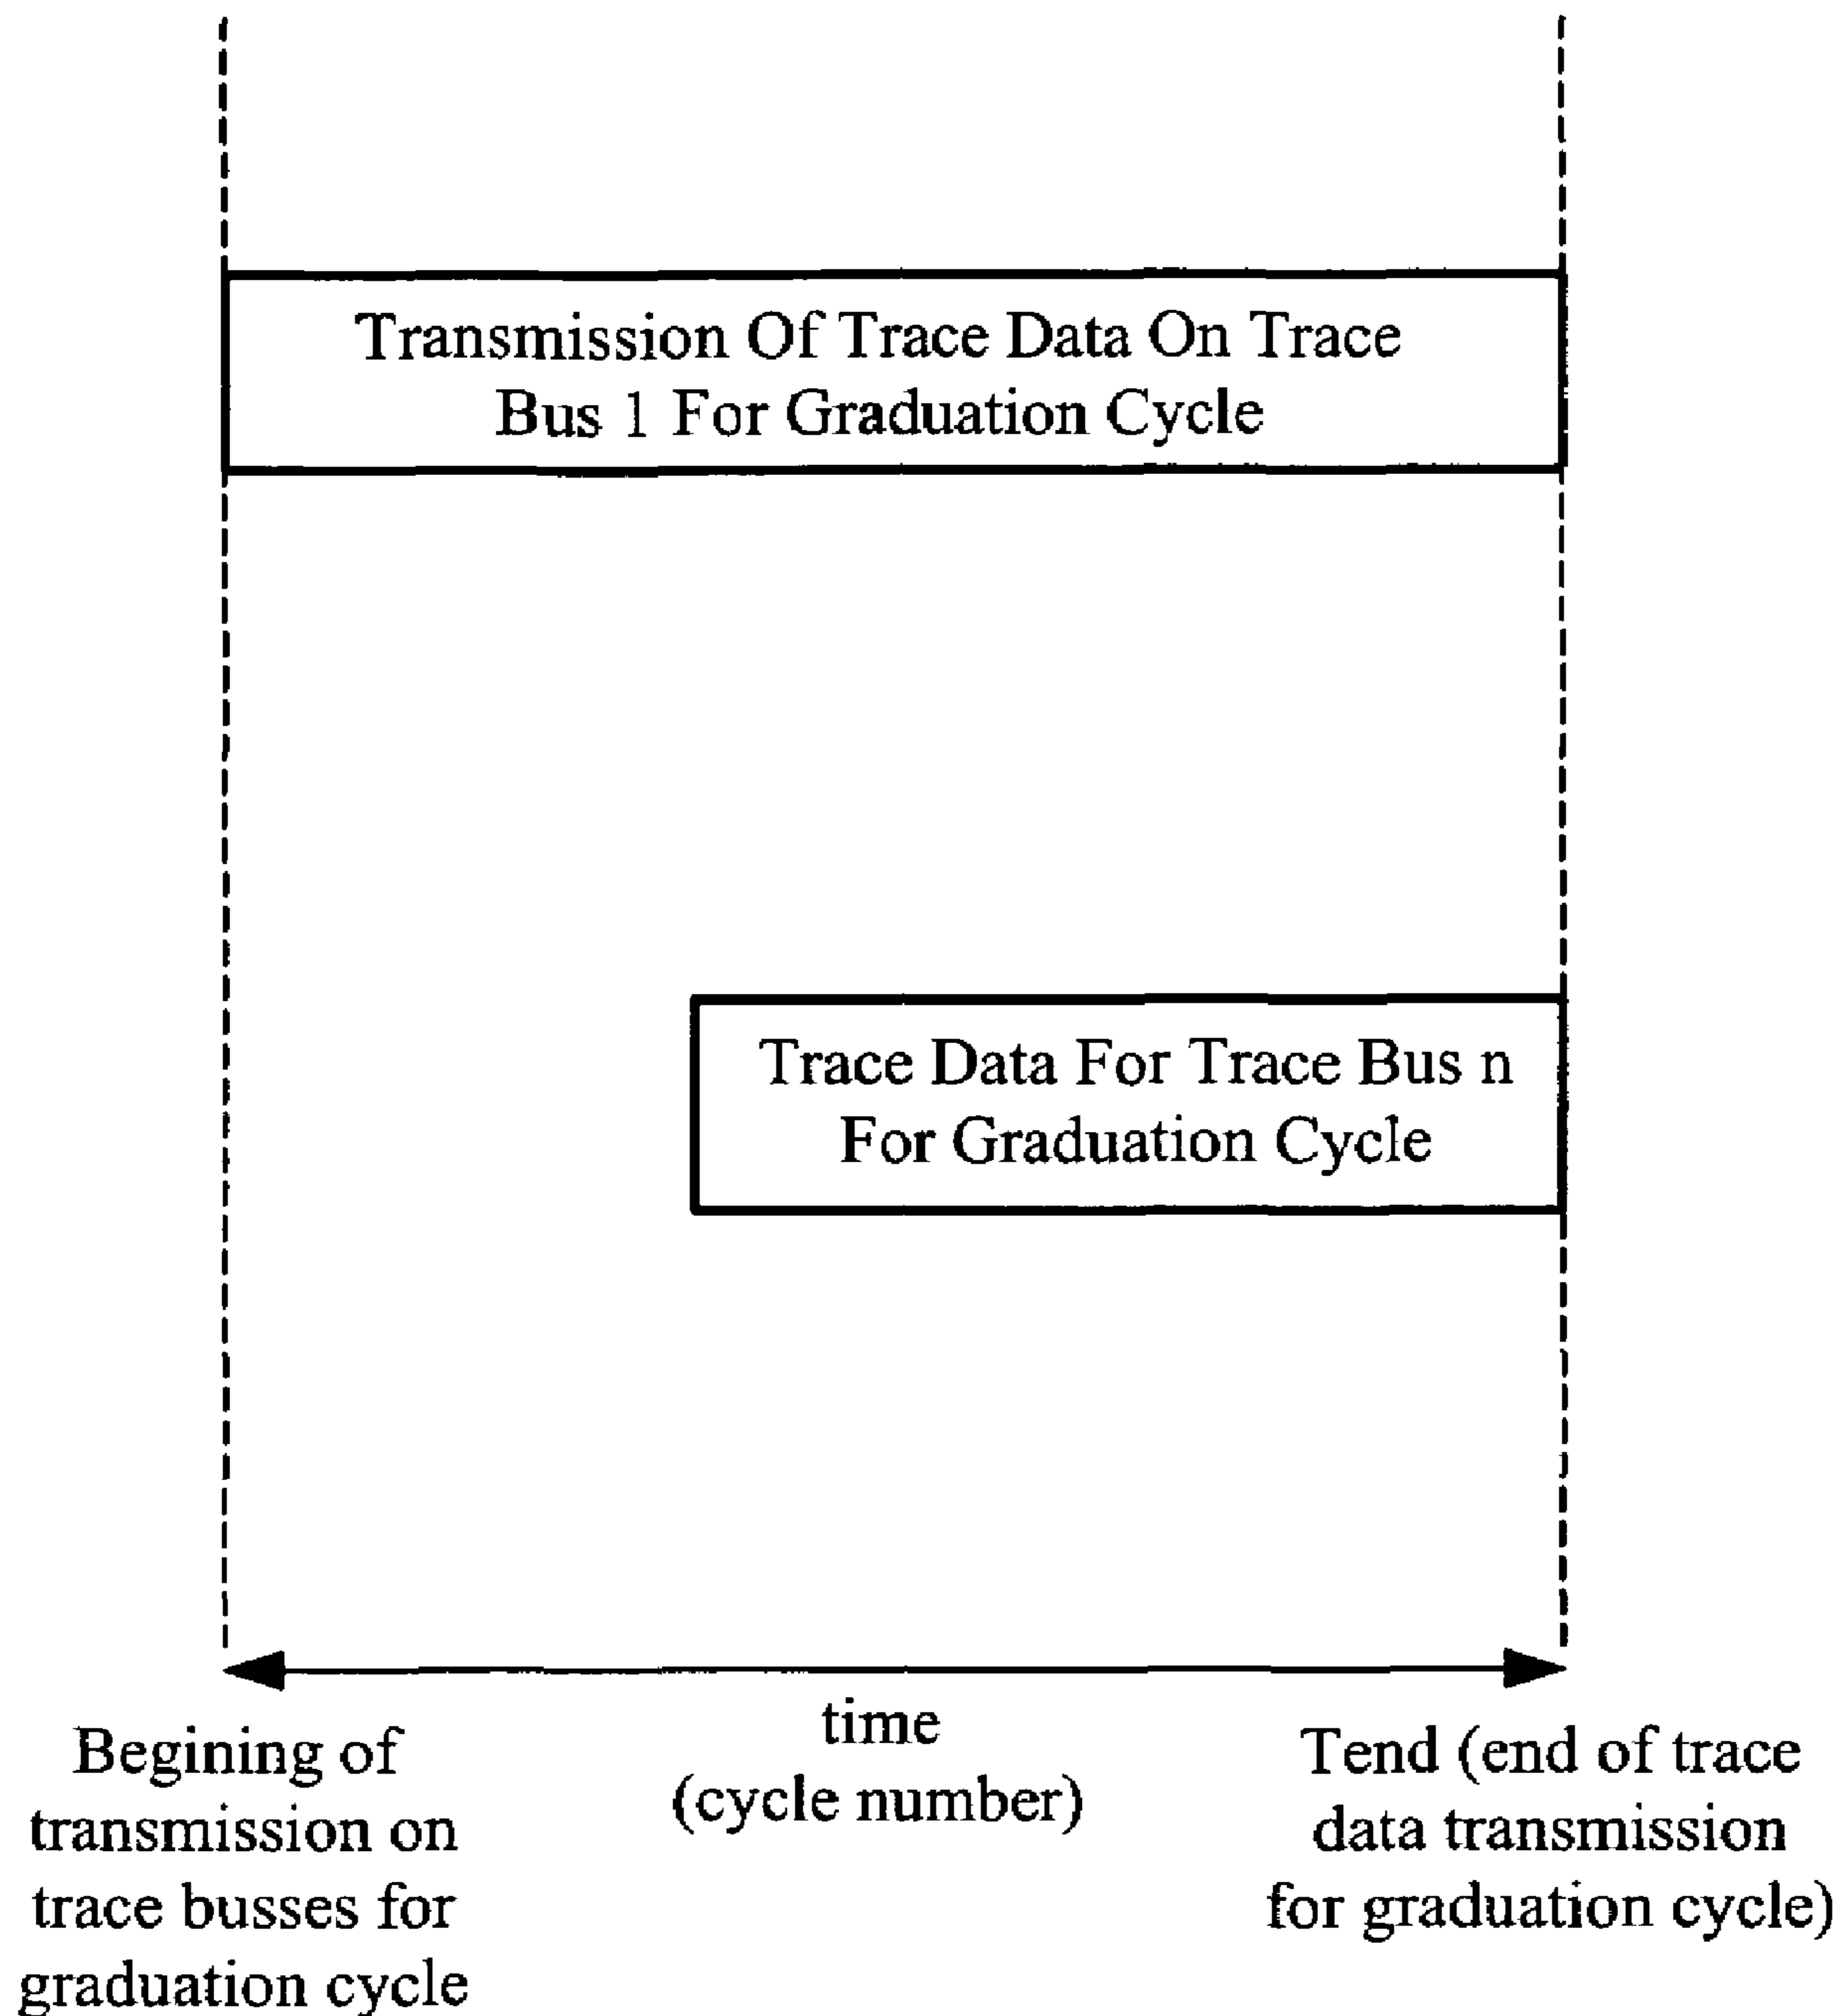 Transmission Of Trace Data On Trace
Bus 1 For Graduation Cycle
Trace Data For Trace Bus n
For Graduation Cycle
Begining of
transmission on
trace busses for
graduation cycle
time
(cycle number)
Tend (end of trace
data transmission
for graduation cycle)